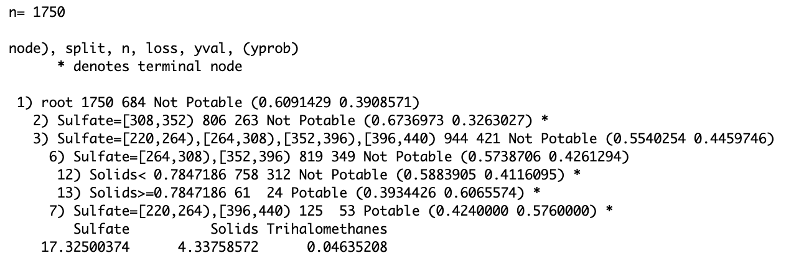 n= 1750
node), split, n, loss, yval, (yprob)
* denotes terminal node
1) root 1750 684 Not Potable (0.6091429 0.3908571)
2) Sulfate=[308,352) 806 263 Not Potable (0.6736973 0.3263027) *
3) Sulfate=[220,264),[264,308),[352,396),[396,440) 944 421 Not Potable (0.5540254 0.4459746)
6) Sulfate=[264,308),[352,396) 819 349 Not Potable (0.5738706 0.4261294)
12) Solids< 0.7847186 758 312 Not Potable (0.5883905 0.4116095) *
13) Solids>=0.7847186 61  24 Potable (0.3934426 0.6065574) *
7) Sulfate=[220,264),[396,440) 125  53 Potable (0.4240000 0.5760000) *
Sulfate Solids Trihalomethanes
17.32500374 4.33758572 0.04635208